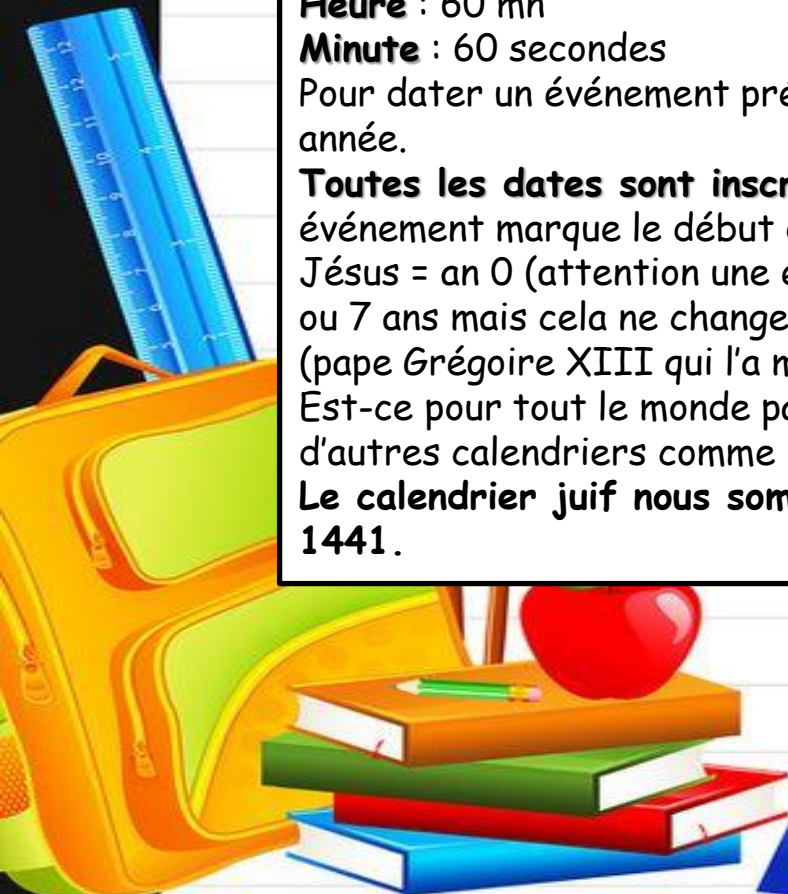 Heure : 60 mn
Minute : 60 secondes
Pour dater un événement pré
année.
Toutes les dates sont inscr
événement marque le début
Jésus = an 0 (attention une
ou 7 ans mais cela ne change
(pape Grégoire XIII qui l'a m
Est-ce pour tout le monde pa
d'autres calendriers comme
Le calendrier juif nous som
1441.